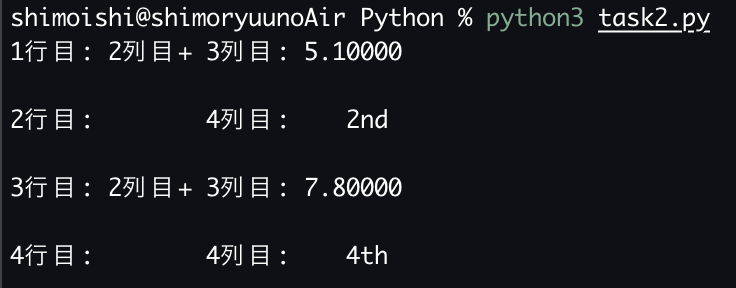 shimoishi@shimoryuunoAir Python % python3 task2.py
1行目: 2列目+ 3列目: 5.10000
2行目:        4列目:    2nd
3行目: 2列目+ 3列目: 7.80000
4行目:        4列目:    4th